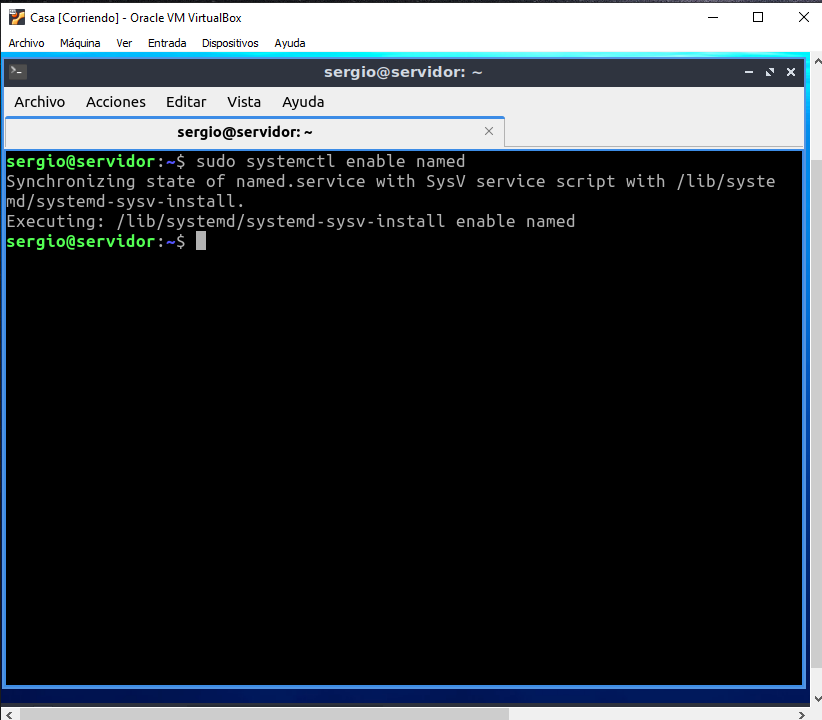 Casa [Corriendo] - Oracle VM VirtualBox
Archivo Máquina Ver Entrada Dispositivos Ayuda
sergio@servidor: ~
Archivo Acciones Editar Vista Ayuda
sergio@servidor: ~
sergio@servidor:~$ sudo systemctl enable named
Synchronizing state of named.service with SysV service script with /lib/syste
md/systemd-sysv-install.
Executing: /lib/systemd/systemd-sysv-install enable named
sergio@servidor:~$